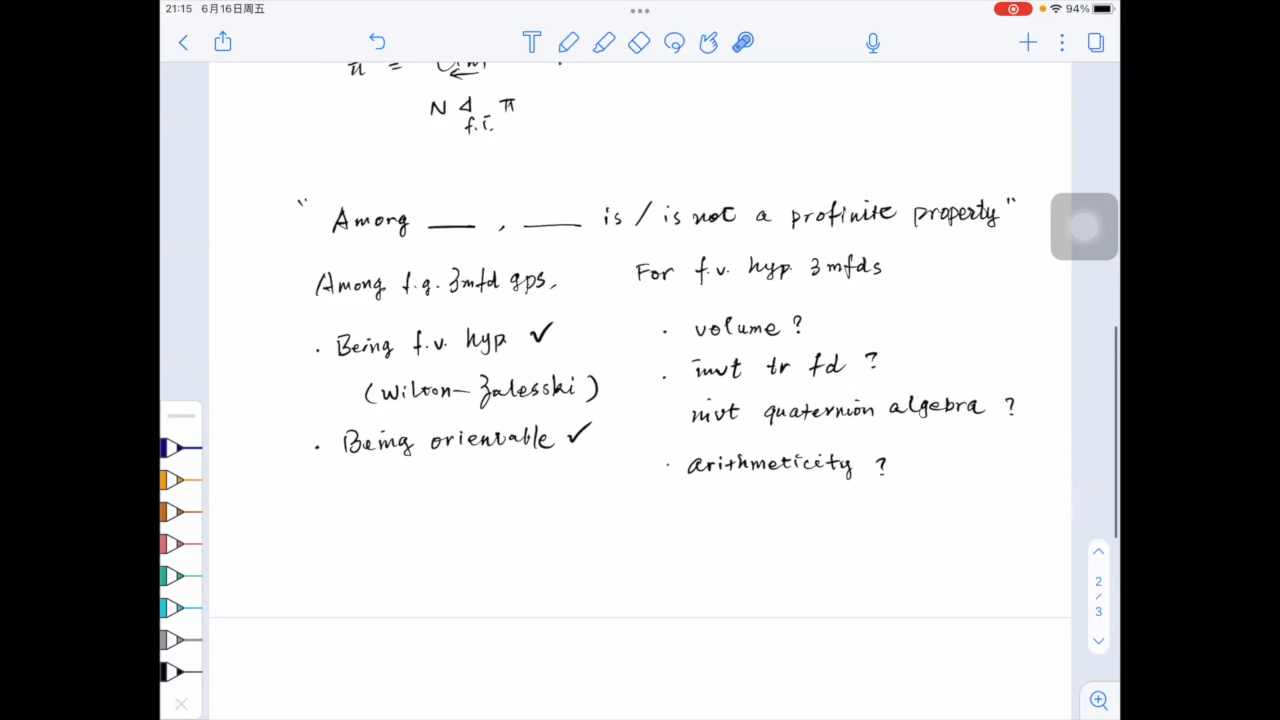 21:15 6月16日周五
94%
π̂ = lim
N ⊲ π
f.i.
"Among ___ , ___ is / is not a profinite property"
Among f.g. 3mfd gps,
· Being f.v. hyp ✓
(Wilton–Zalesski)
· Being orientable ✓
For f.v. hyp. 3mfds
· volume ?
· invt tr fd ?
invt quaternion algebra ?
· arithmeticity ?
2
/
3